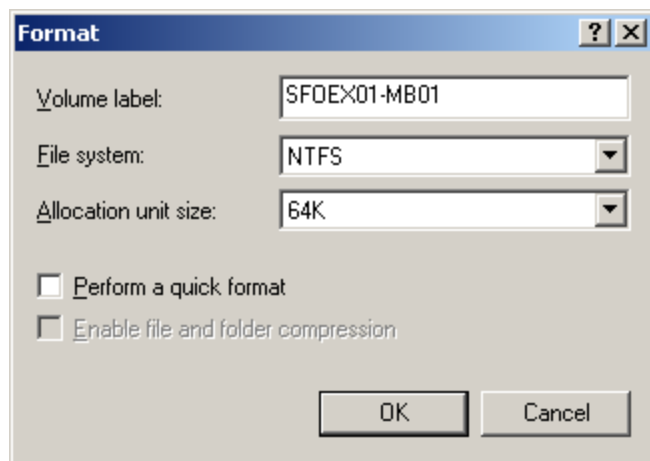 Format
Volume label: SFOEX01-MB01
File system: NTFS
Allocation unit size: 64K
Perform a quick format
Enable file and folder compression
OK Cancel